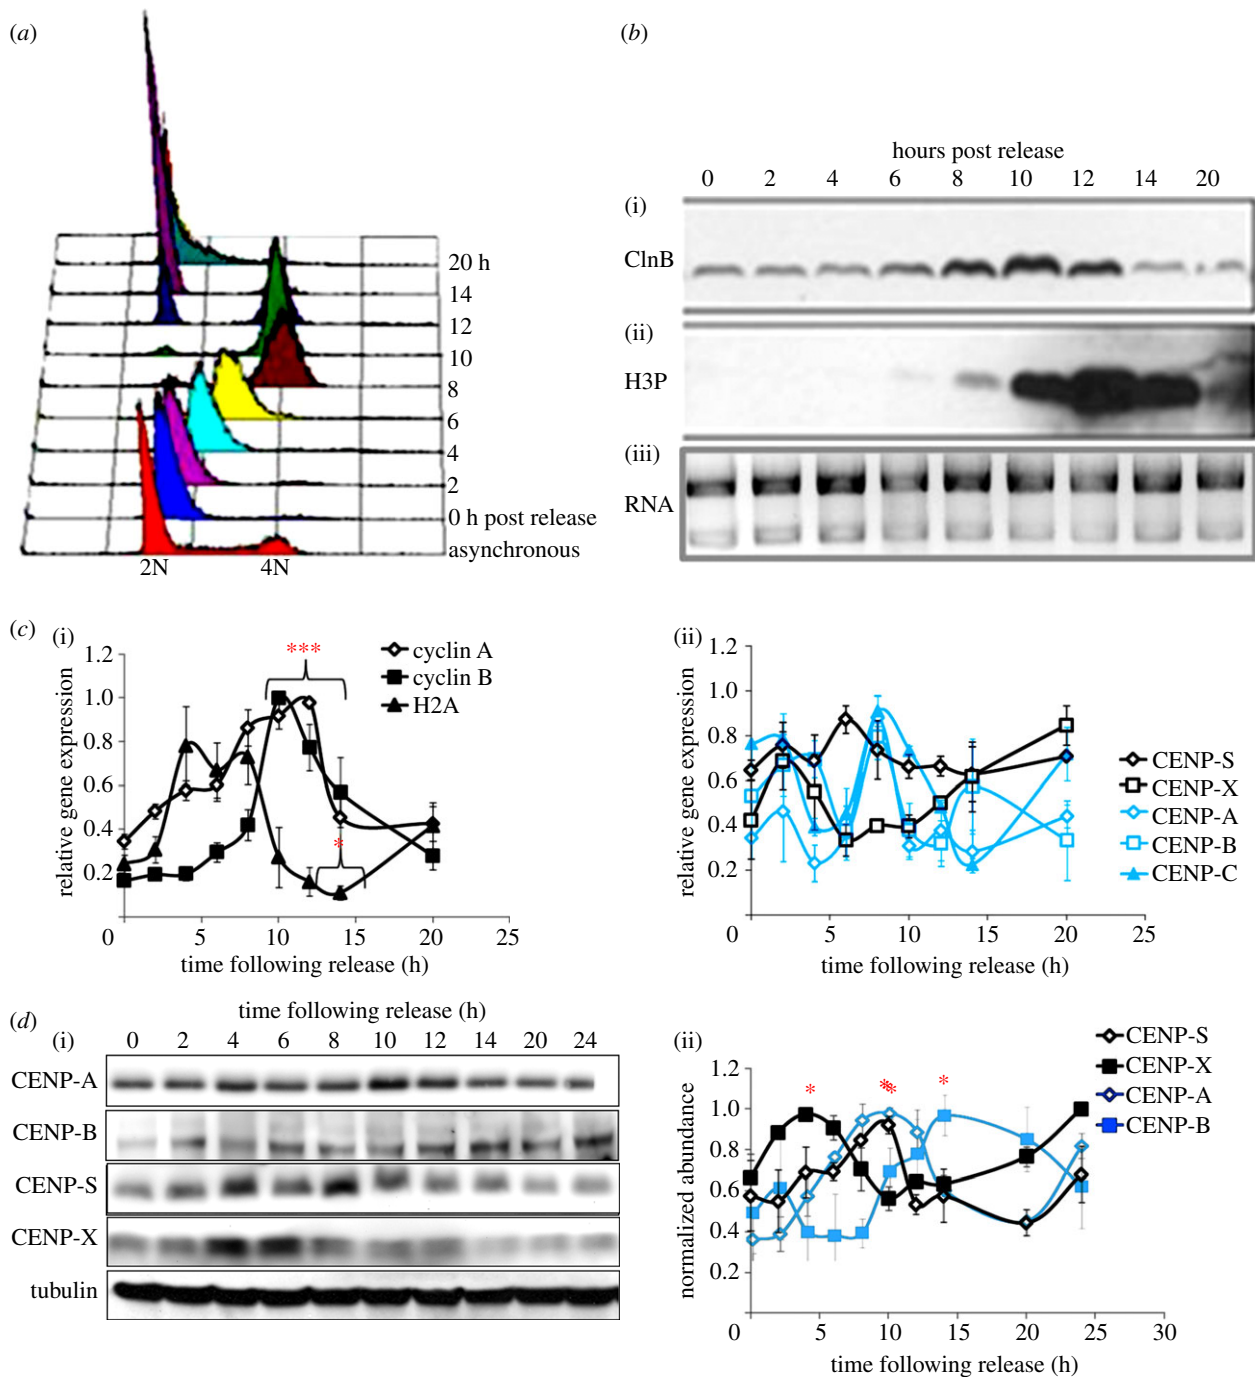 (a)
20 h
14
12
10
8
6
4
2
0 h post release
asynchronous
2N 4N
(b)
hours post release
0 2 4 6 8 10 12 14 20
(i)
ClnB
(ii)
H3P
(iii)
RNA
(c)
(i)
***
cyclin A
cyclin B
H2A
relative gene expression
1.2
1.0
0.8
0.6
0.4
0.2
*
0 5 10 15 20 25
time following release (h)
(ii)
relative gene expression
1.2
1.0
0.8
0.6
0.4
0.2
0 5 10 15 20
time following release (h)
CENP-S
CENP-X
CENP-A
CENP-B
CENP-C
(d)
time following release (h)
(i)
0 2 4 6 8 10 12 14 20 24
CENP-A
CENP-B
CENP-S
CENP-X
tubulin
(ii)
CENP-S
CENP-X
CENP-A
CENP-B
normalized abundance
1.2
1.0
0.8
0.6
0.4
0.2
* * * *
0 5 10 15 20 25 30
time following release (h)